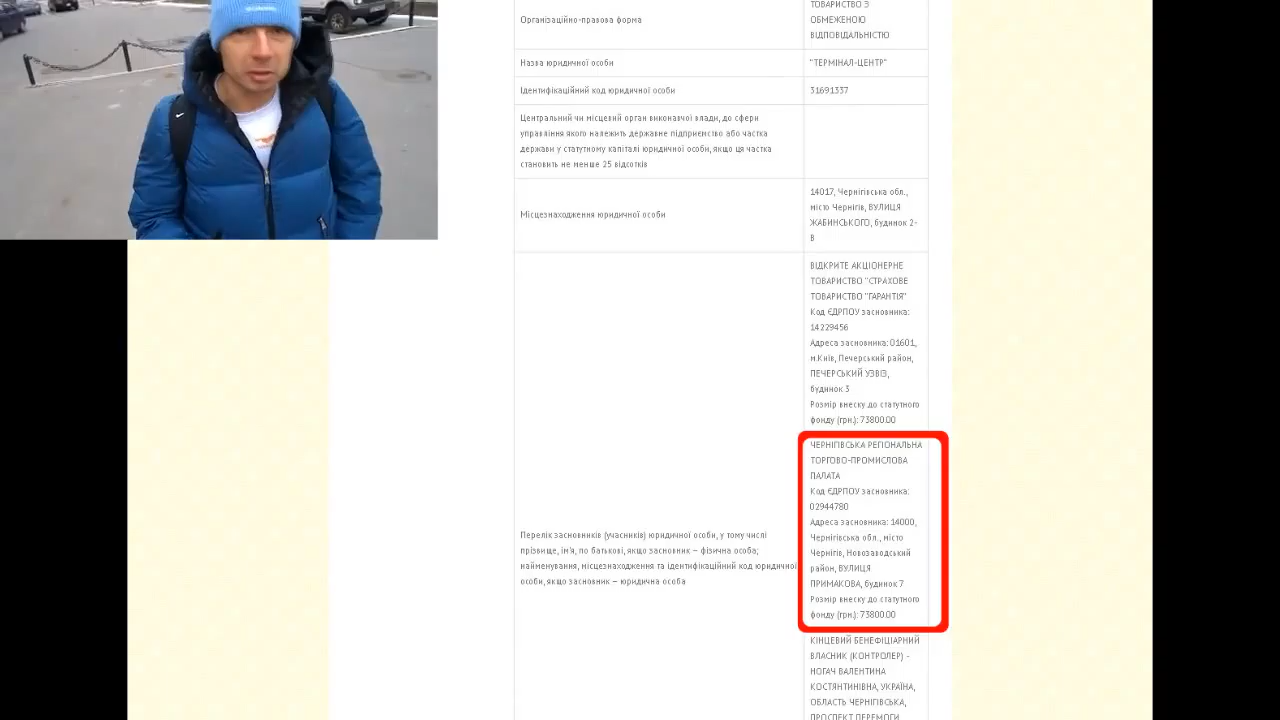 Організаційно-правова форма
ТОВАРИСТВО З
ОБМЕЖЕНОЮ
ВІДПОВІДАЛЬНІСТЮ
Назва юридичної особи
"ТЕРМІНАЛ-ЦЕНТР"
Ідентифікаційний код юридичної особи
31691337
Центральний чи місцевий орган виконавчої влади, до сфери
управління якого належить державне підприємство або частка
держави у статутному капіталі юридичної особи, якщо ця частка
становить не менше 25 відсотків
Місцезнаходження юридичної особи
14017, Чернігівська обл.,
місто Чернігів, ВУЛИЦЯ
ЖАБИНСЬКОГО, будинок 2-
В
Перелік засновників (учасників) юридичної особи, у тому числі
прізвище, ім'я, по батькові, якщо засновник – фізична особа;
найменування, місцезнаходження та ідентифікаційний код юридичної
особи, якщо засновник – юридична особа
ВІДКРИТЕ АКЦІОНЕРНЕ
ТОВАРИСТВО "СТРАХОВЕ
ТОВАРИСТВО "ГАРАНТІЯ"
Код ЄДРПОУ засновника:
14229456
Адреса засновника: 01601,
м.Київ, Печерський район,
ПЕЧЕРСЬКИЙ УЗВІЗ,
будинок 3
Розмір внеску до статутного
фонду (грн.): 73800.00
ЧЕРНІГІВСЬКА РЕГІОНАЛЬНА
ТОРГОВО-ПРОМИСЛОВА
ПАЛАТА
Код ЄДРПОУ засновника:
02944780
Адреса засновника: 14000,
Чернігівська обл., місто
Чернігів, Новозаводський
район, ВУЛИЦЯ
ПРИМАКОВА, будинок 7
Розмір внеску до статутного
фонду (грн.): 73800.00
КІНЦЕВИЙ БЕНЕФІЦІАРНИЙ
ВЛАСНИК (КОНТРОЛЕР) -
НОГАЧ ВАЛЕНТИНА
КОСТЯНТИНІВНА, УКРАЇНА,
ОБЛАСТЬ ЧЕРНІГІВСЬКА,
ПРОСПЕКТ ПЕРЕМОГИ